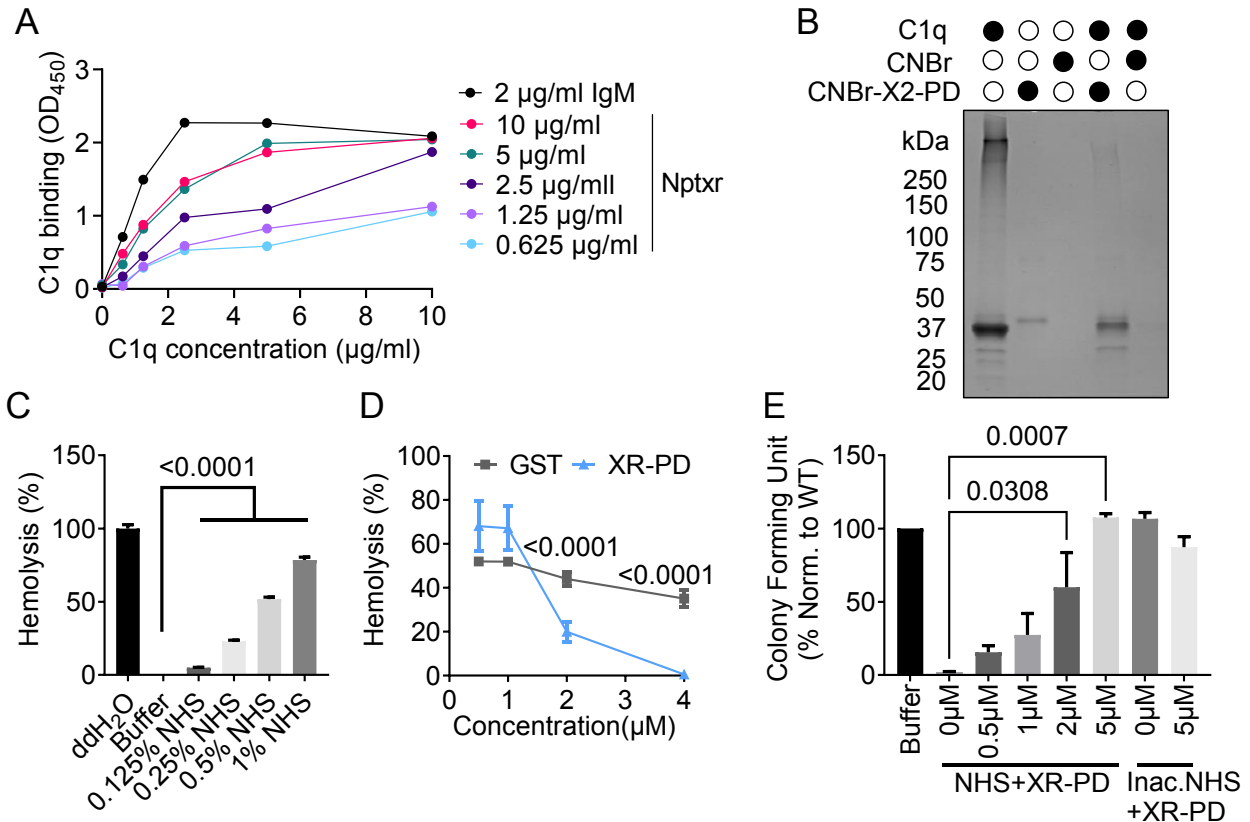 A
C1q binding (OD450)
3
2
1
0
0
2
4
6
8
10
C1q concentration (µg/ml)
2 µg/ml IgM
10 µg/ml
5 µg/ml
2.5 µg/mll
1.25 µg/ml
0.625 µg/ml
Nptxr
B
C1q
CNBr
CNBr-X2-PD
kDa
250
150
100
75
50
37
25
20
C
Hemolysis (%)
150
100
50
0
<0.0001
ddH2O
Buffer
0.125% NHS
0.25% NHS
0.5% NHS
1% NHS
D
Hemolysis (%)
100
80
60
40
20
0
GST
XR-PD
<0.0001
<0.0001
0
1
2
3
4
Concentration(µM)
E
Colony Forming Unit
(% Norm. to WT)
150
100
50
0
0.0007
0.0308
Buffer
0µM
0.5µM
1µM
2µM
5µM
0µM
5µM
NHS+XR-PD
Inac.NHS
+XR-PD